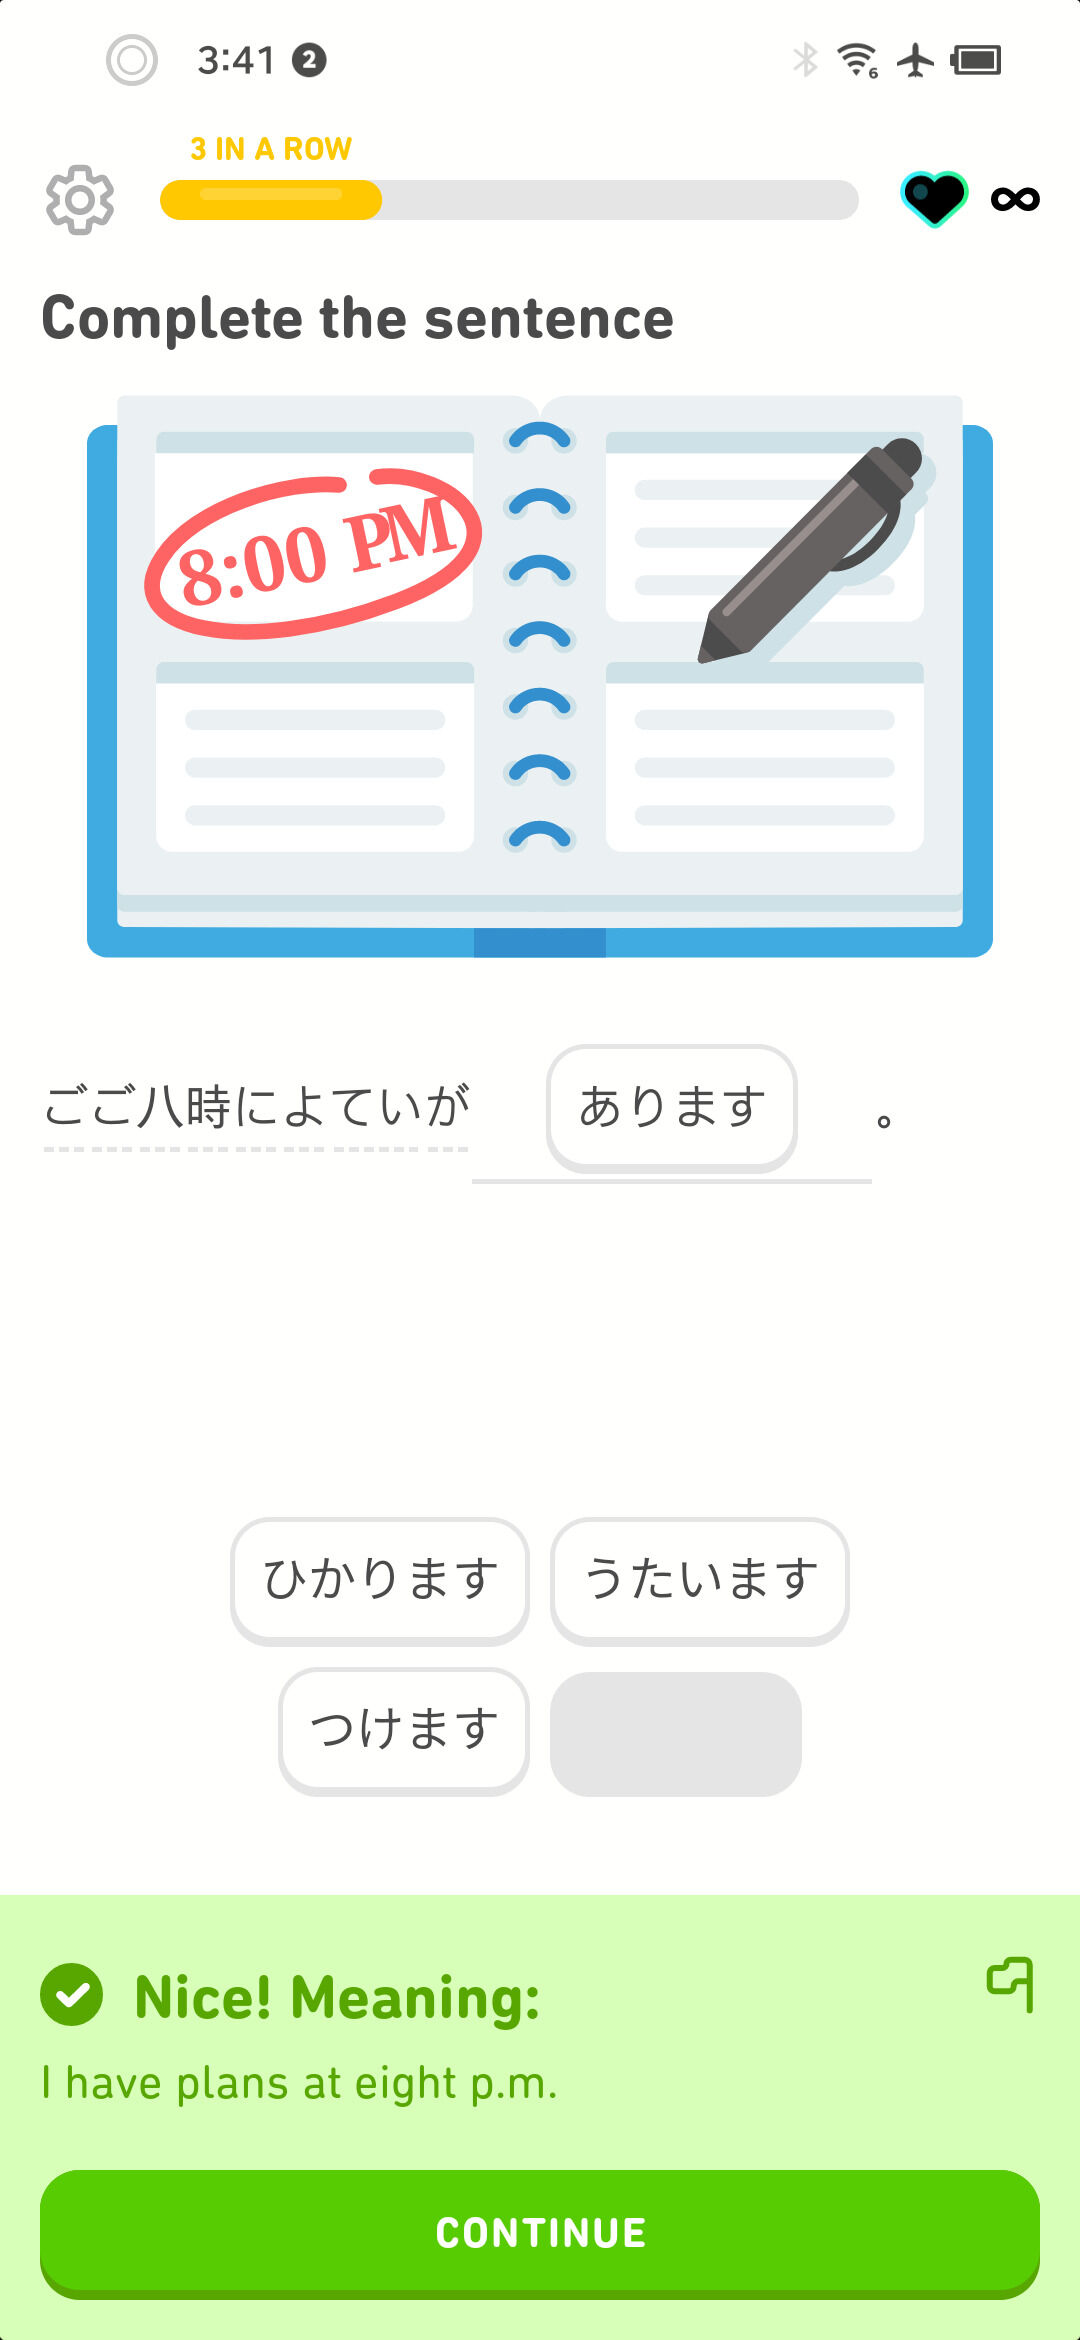 3:41 2
6
3 IN A ROW
Complete the sentence
8:00 PM
ごご八時によていが あります 。
ひかります うたいます
つけます
Nice! Meaning:
I have plans at eight p.m.
CONTINUE